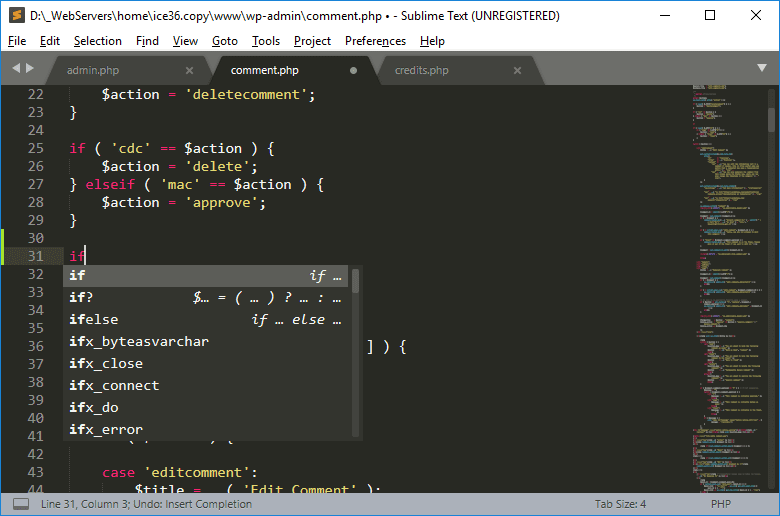 D:\_WebServers\home\ice36.copy\www\wp-admin\comment.php • - Sublime Text (UNREGISTERED)
File Edit Selections Find View Goto Tools Project Preferences Help
admin.php × comment.php credits.php ×
22 $action = 'deletecomment';
23 }
24
25 if ( 'cdc' == $action ) {
26 $action = 'delete';
27 } elseif ( 'mac' == $action ) {
28 $action = 'approve';
29 }
30
31 if
32 if if …
33 if? $… = ( … ) ? … : …
34 ifelse if … else …
35 ifx_byteasvarchar
36 ] ) {
37 ifx_close
38 ifx_connect
39 ifx_do
40 ifx_error
41 ) {
42
43 case 'editcomment':
44 $title = ( 'Edit Comment' );
Line 31, Column 3; Undo: Insert Completion Tab Size: 4 PHP